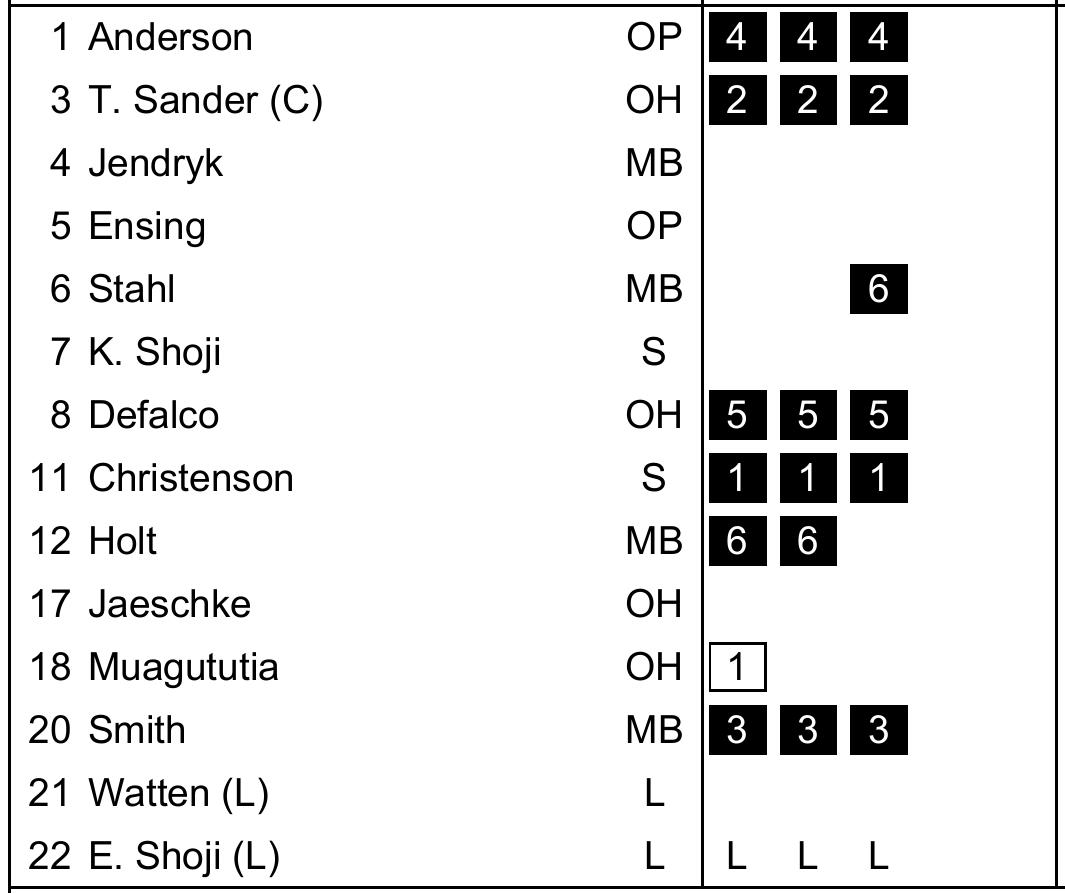 1 Anderson OP 4 4 4
3 T. Sander (C) OH 2 2 2
4 Jendryk MB
5 Ensing OP
6 Stahl MB 6
7 K. Shoji S
8 Defalco OH 5 5 5
11 Christenson S 1 1 1
12 Holt MB 6 6
17 Jaeschke OH
18 Muagututia OH 1
20 Smith MB 3 3 3
21 Watten (L) L
22 E. Shoji (L) L L L L